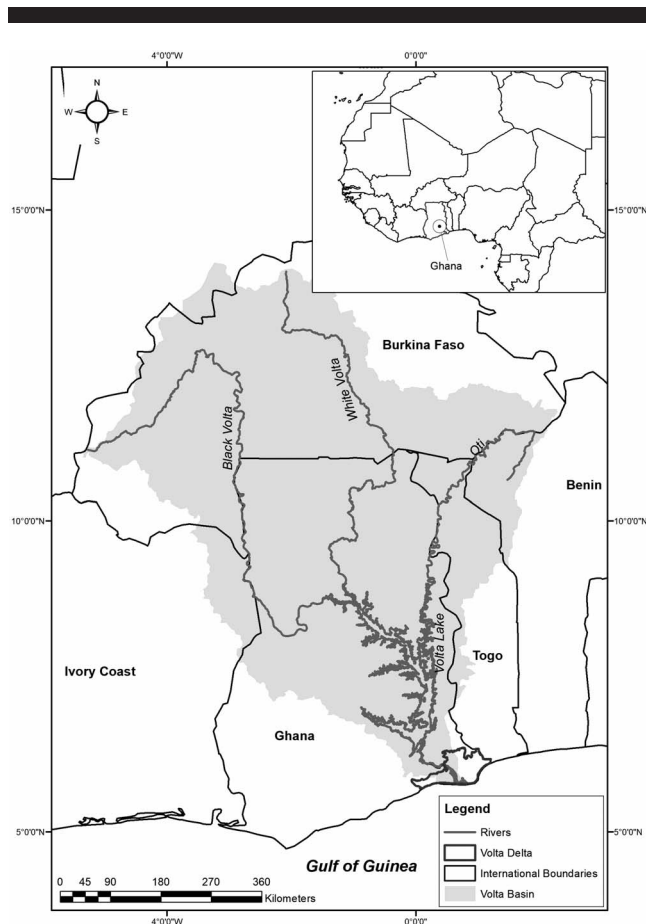 4°0'0"W
0°0'0"
N
W
E
S
15°0'0"N
15°0'0"N
Ghana
Burkina Faso
White Volta
Black Volta
Oti
Benin
10°0'0"N
10°0'0"N
Volta Lake
Togo
Ivory Coast
Ghana
Legend
Rivers
Volta Delta
International Boundaries
Volta Basin
5°0'0"N
5°0'0"N
Gulf of Guinea
0 45 90 180 270 360
Kilometers
4°0'0"W
0°0'0"